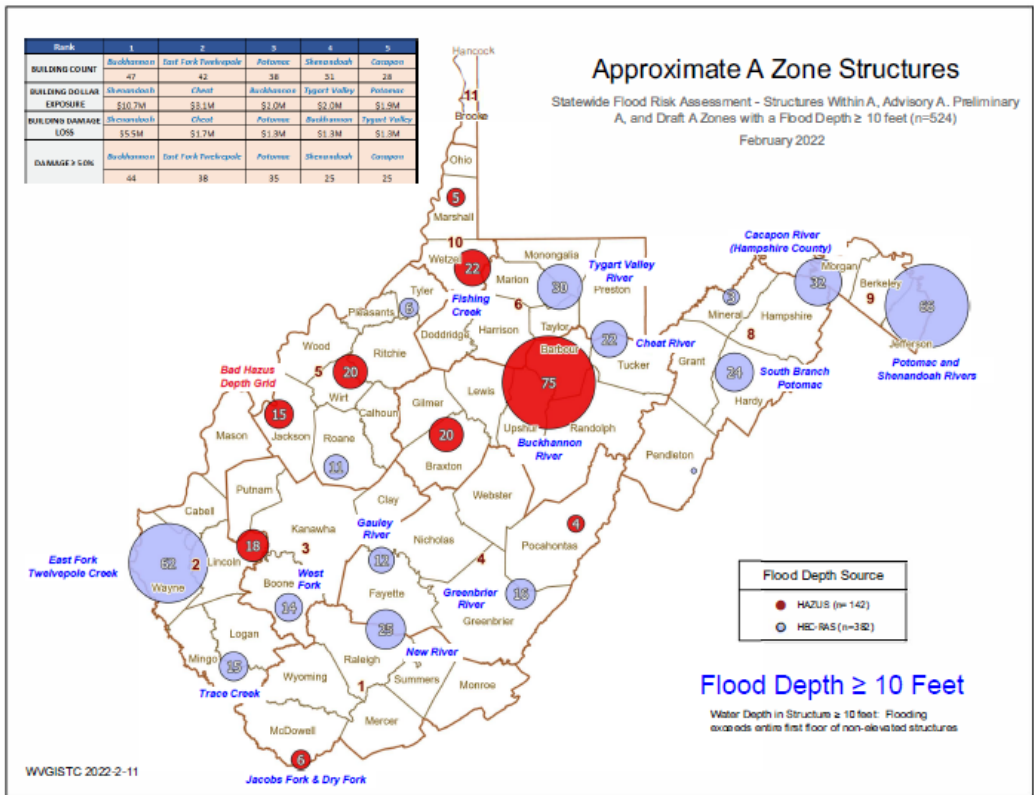 Rank 1 2 3 4 5
BUILDING COUNT Buckhannon East Fork Twelvepole Potomac Shenandoah Cacapon
47 42 38 31 28
BUILDING DOLLAR EXPOSURE Shenandoah Cheat Buckhannon Tygart Valley Potomac
$10.7M $3.1M $2.0M $2.0M $1.9M
BUILDING DAMAGE LOSS Shenandoah Cheat Potomac Buckhannon Tygart Valley
$5.5M $1.7M $1.3M $1.3M $1.3M
DAMAGE ≥ 50% Buckhannon East Fork Twelvepole Potomac Shenandoah Cacapon
44 38 35 25 25
Approximate A Zone Structures
Statewide Flood Risk Assessment - Structures Within A, Advisory A. Preliminary
A, and Draft A Zones with a Flood Depth ≥ 10 feet (n=524)
February 2022
Hancock
11
Brooke
Ohio
5
Marshall
10
Wetzel
22
Fishing
Creek
Monongalia
Marion
30
6
Tygart Valley
River
Preston
Tyler
6
Pleasants
Doddridge
Harrison
Taylor
Barbour
22
Cheat River
Tucker
Cacapon River
(Hampshire County)
Morgan
32
Berkeley
9
Jefferson
Potomac and
Shenandoah Rivers
3
Mineral
Hampshire
8
Grant
24
South Branch
Potomac
Hardy
Pendleton
Wood
Ritchie
5
20
Wirt
Calhoun
Bad Hazus
Depth Grid
15
Jackson
Mason
Roane
11
Gilmer
Lewis
20
Braxton
75
Upshur
Randolph
Buckhannon
River
Webster
4
Pocahontas
Putnam
Cabell
Clay
Kanawha
3
Gauley
River
Nicholas
4
12
Fayette
East Fork
Twelvepole Creek
62
2
Wayne
Lincoln
18
Boone
West
Fork
14
Greenbrier
River
16
Greenbrier
25
New River
Logan
Mingo
15
Trace Creek
Raleigh
Wyoming
1
Summers
Monroe
Mercer
McDowell
6
Jacobs Fork & Dry Fork
Flood Depth Source
HAZUS (n= 142)
HEC-RAS (n=382)
Flood Depth ≥ 10 Feet
Water Depth in Structure ≥ 10 feet: Flooding
exceeds entire first floor of non-elevated structures
WVGISTC 2022-2-11